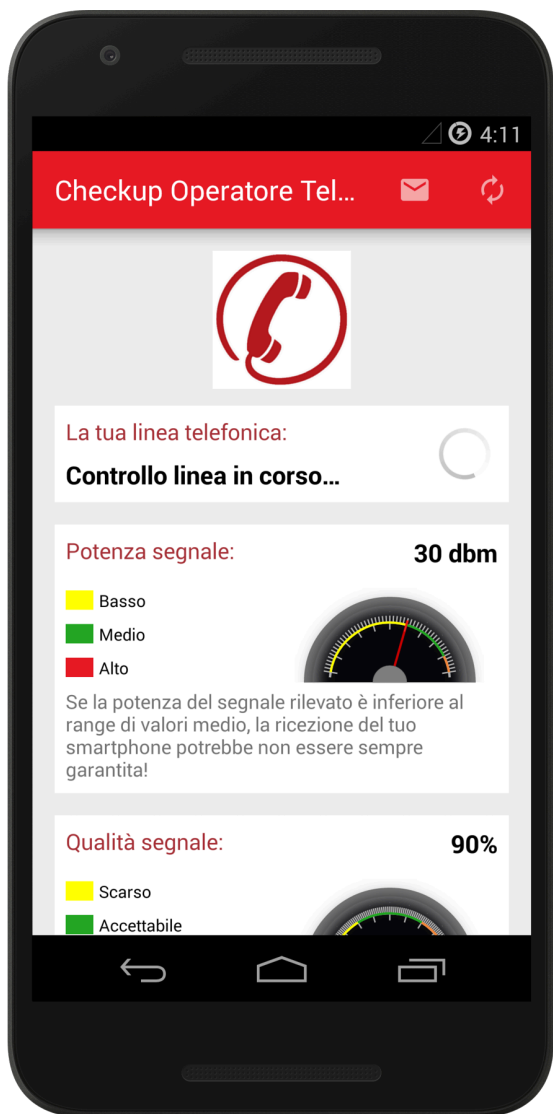 4:11
Checkup Operatore Tel...
La tua linea telefonica:
Controllo linea in corso...
Potenza segnale:
30 dbm
Basso
Medio
Alto
Se la potenza del segnale rilevato è inferiore al
range di valori medio, la ricezione del tuo
smartphone potrebbe non essere sempre
garantita!
Qualità segnale:
90%
Scarso
Accettabile